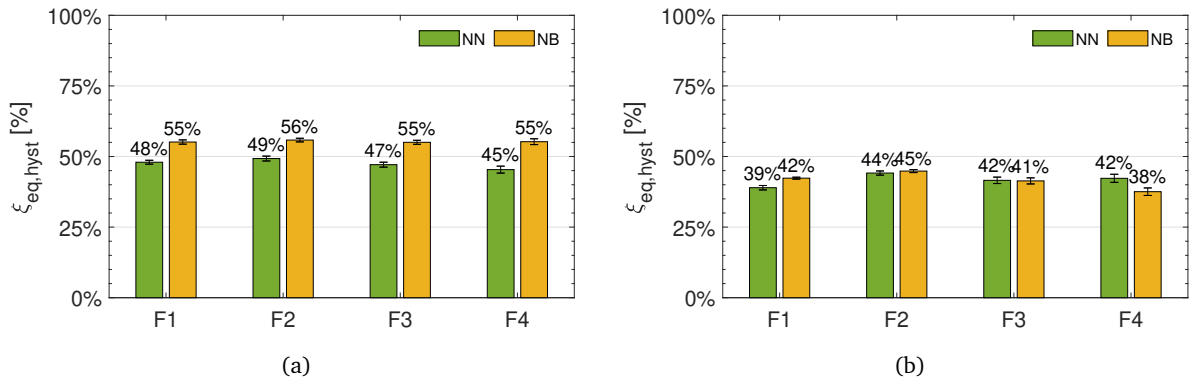 100%
75%
50%
25%
0%
ξeq,hyst [%]
NN NB
48% 55% 49% 56% 47% 55% 45% 55%
F1 F2 F3 F4
(a)
100%
75%
50%
25%
0%
ξeq,hyst [%]
NN NB
39% 42% 44% 45% 42% 41% 42% 38%
F1 F2 F3 F4
(b)